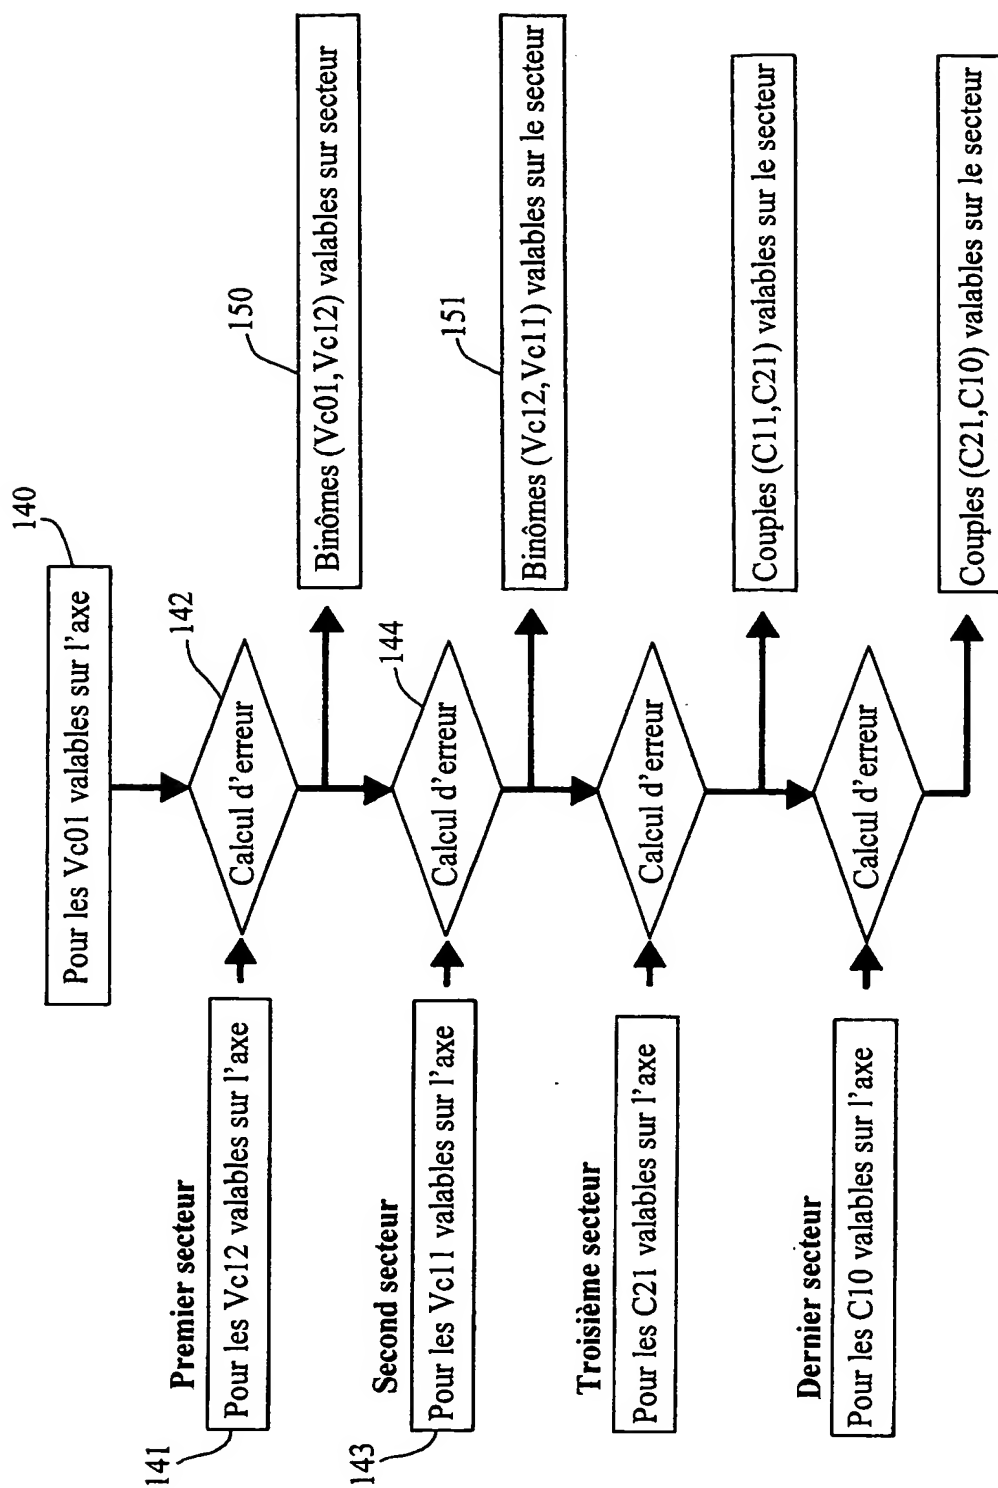 140
Pour les Vc01 valables sur l'axe
Premier secteur
141
Pour les Vc12 valables sur l'axe
142
Calcul d'erreur
150
Binômes (Vc01,Vc12) valables sur secteur
Second secteur
143
Pour les Vc11 valables sur l'axe
144
Calcul d'erreur
151
Binômes (Vc12,Vc11) valables sur le secteur
Troisième secteur
Pour les C21 valables sur l'axe
Calcul d'erreur
Couples (C11,C21) valables sur le secteur
Dernier secteur
Pour les C10 valables sur l'axe
Calcul d'erreur
Couples (C21,C10) valables sur le secteur